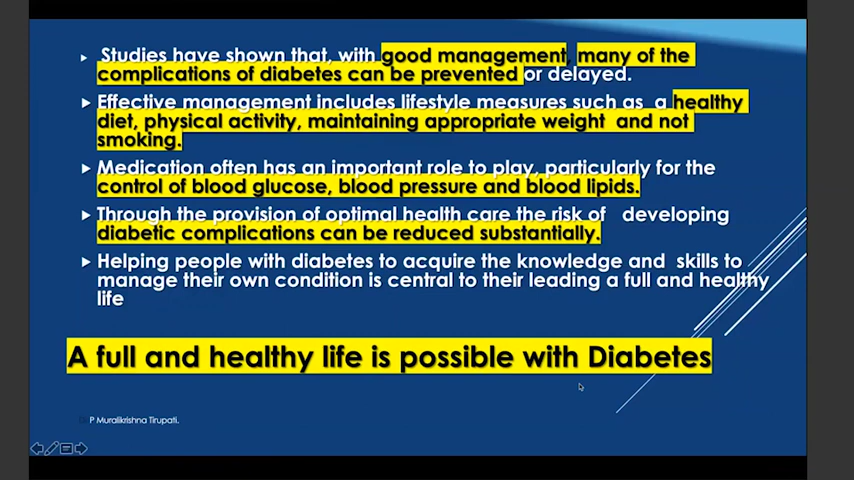 Studies have shown that, with good management, many of the
complications of diabetes can be prevented or delayed.
Effective management includes lifestyle measures such as a healthy
diet, physical activity, maintaining appropriate weight and not
smoking.
Medication often has an important role to play, particularly for the
control of blood glucose, blood pressure and blood lipids.
Through the provision of optimal health care the risk of developing
diabetic complications can be reduced substantially.
Helping people with diabetes to acquire the knowledge and skills to
manage their own condition is central to their leading a full and healthy
life
A full and healthy life is possible with Diabetes
P Muralikrishna Tirupati.